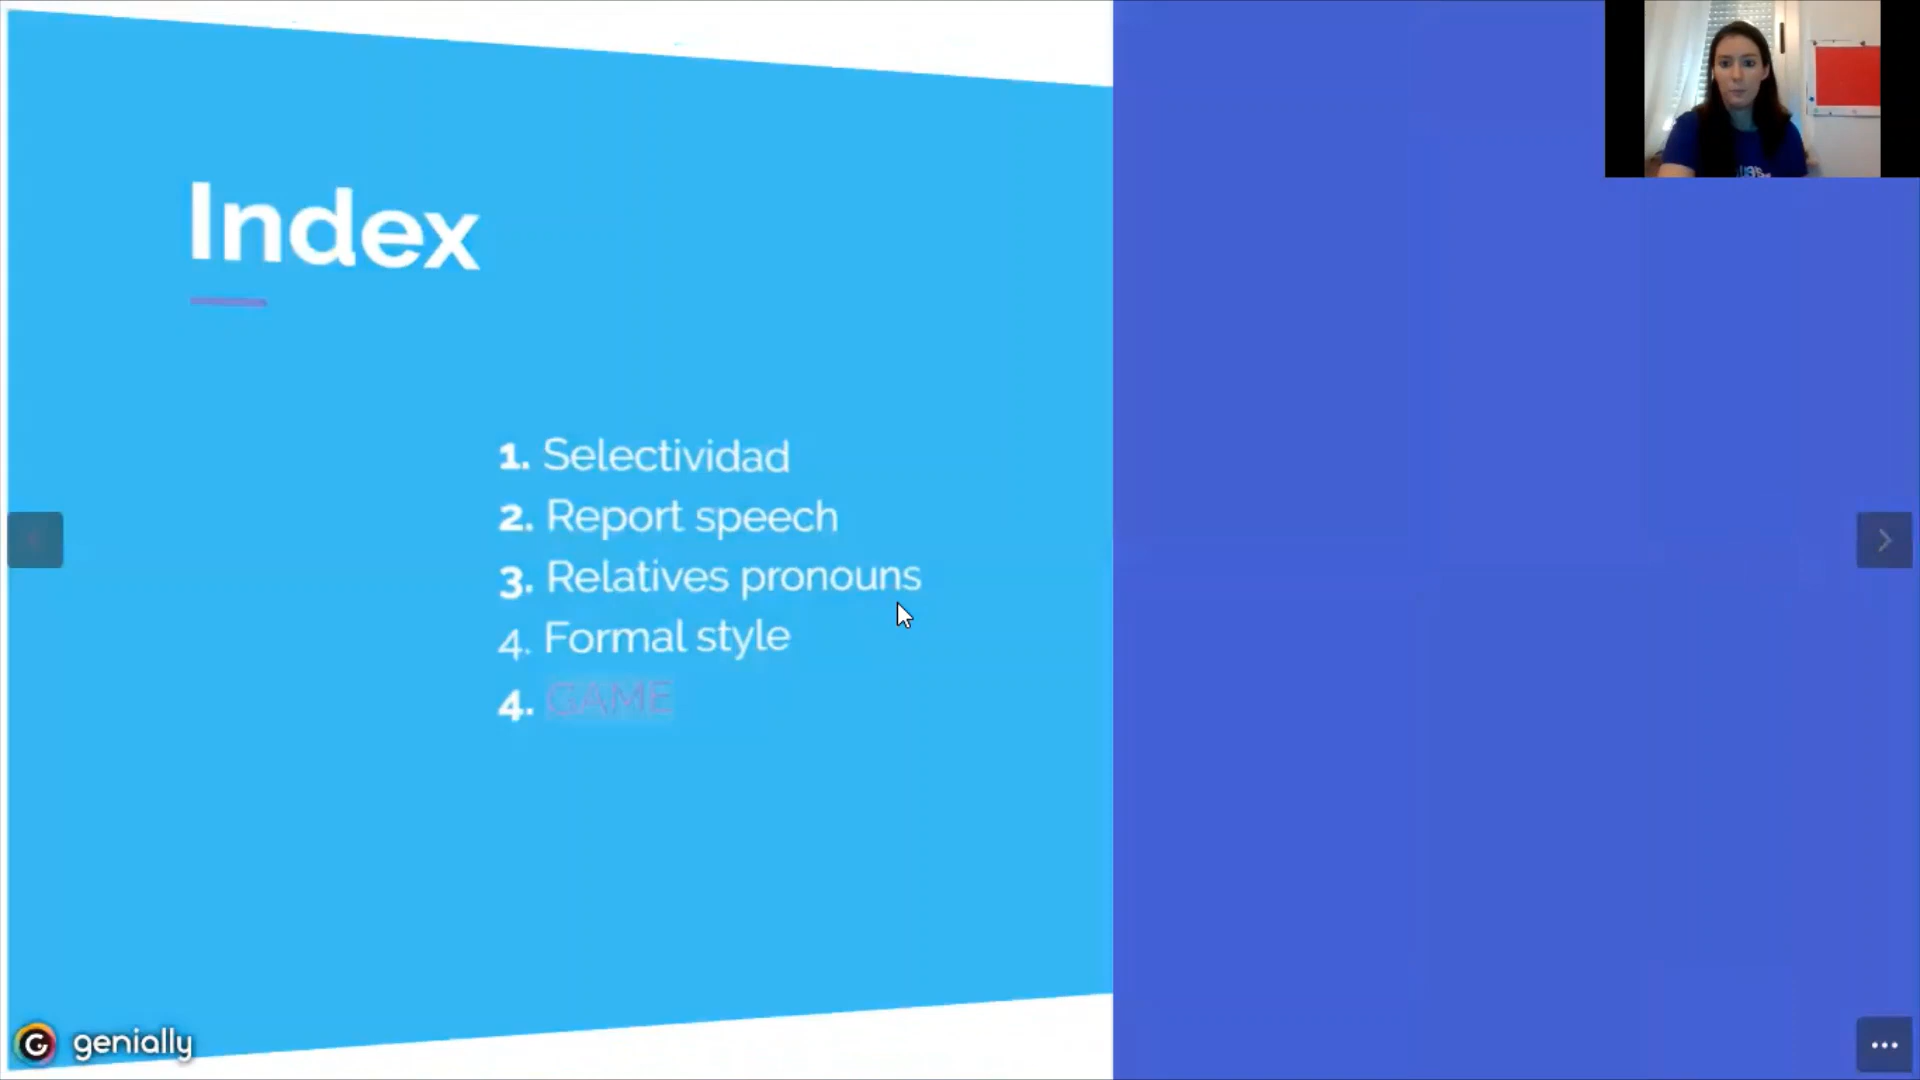 Index
1. Selectividad
2. Report speech
3. Relatives pronouns
4. Formal style
4. GAME
genially